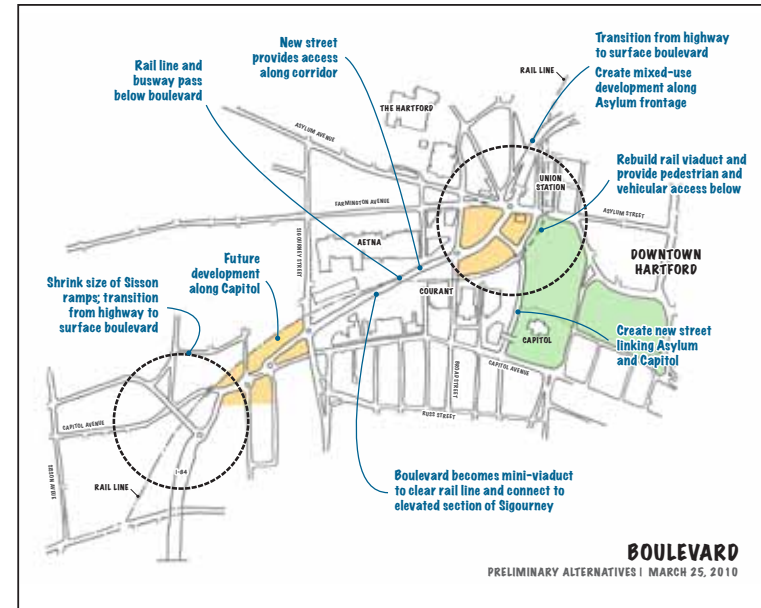 New street
provides access
along corridor
Transition from highway
to surface boulevard
Create mixed-use
development along
Asylum frontage
Rail line and
busway pass
below boulevard
RAIL LINE
THE HARTFORD
ASYLUM AVENUE
Rebuild rail viaduct and
provide pedestrian and
vehicular access below
UNION
STATION
FARMINGTON AVENUE
ASYLUM STREET
SIGOURNEY STREET
AETNA
DOWNTOWN
HARTFORD
Future
development
along Capitol
Shrink size of Sisson
ramps; transition
from highway to
surface boulevard
COURANT
CAPITOL
Create new street
linking Asylum
and Capitol
BROAD STREET
CAPITOL AVENUE
RUSS STREET
CAPITOL AVENUE
SISSON AVENUE
I-84
RAIL LINE
Boulevard becomes mini-viaduct
to clear rail line and connect to
elevated section of Sigourney
BOULEVARD
PRELIMINARY ALTERNATIVES | MARCH 25, 2010